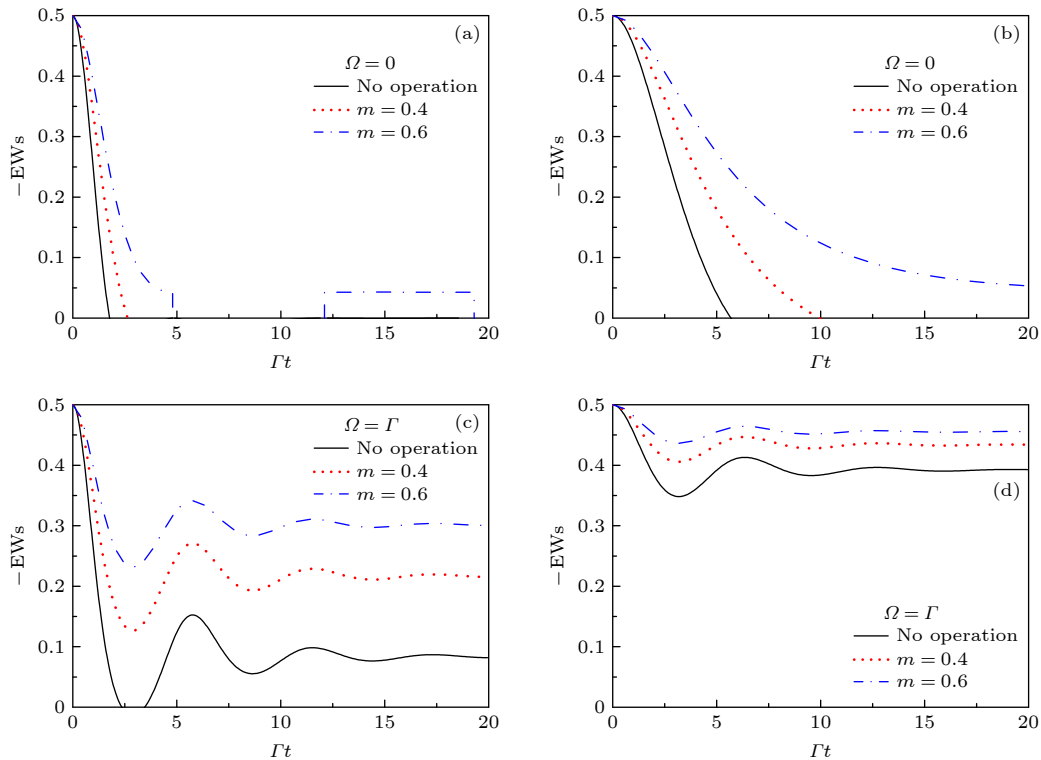 0.5
0.4
0.3
0.2
0.1
0
− EWs
(a)
Ω = 0
No operation
m = 0.4
m = 0.6
0 5 10 15 20
Γt
0.5
0.4
0.3
0.2
0.1
0
− EWs
(b)
Ω = 0
No operation
m = 0.4
m = 0.6
0 5 10 15 20
Γt
0.5
0.4
0.3
0.2
0.1
0
− EWs
(c)
Ω = Γ
No operation
m = 0.4
m = 0.6
0 5 10 15 20
Γt
0.5
0.4
0.3
0.2
0.1
0
− EWs
(d)
Ω = Γ
No operation
m = 0.4
m = 0.6
0 5 10 15 20
Γt